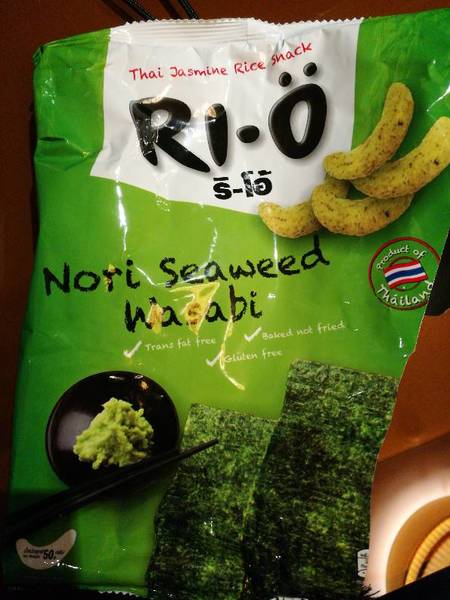 Thai Jasmine Rice snack
RI-Ö
ริ-โอ้
Nori Seaweed
Wasabi
Trans fat free
Baked not fried
Gluten free
Product of
Thailand
50